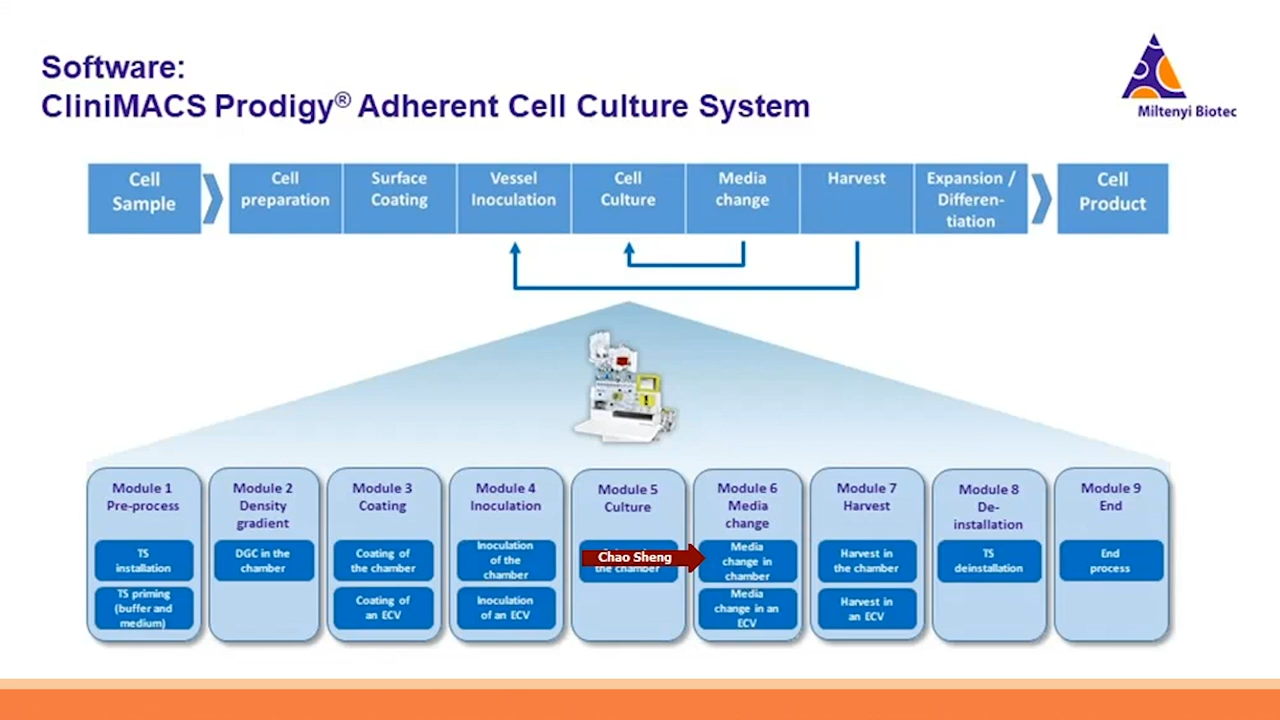 Software:
CliniMACS Prodigy® Adherent Cell Culture System
Miltenyi Biotec
Cell
Sample
Cell
preparation
Surface
Coating
Vessel
Inoculation
Cell
Culture
Media
change
Harvest
Expansion /
Differen-
tiation
Cell
Product
Module 1
Pre-process
TS
installation
TS priming
(buffer and
medium)
Module 2
Density
gradient
DGC in the
chamber
Module 3
Coating
Coating of
the chamber
Coating of
an ECV
Module 4
Inoculation
Inoculation
of the
chamber
Inoculation
of an ECV
Module 5
Culture
Chao Sheng
the chamber
Module 6
Media
change
Media
change in
chamber
Media
change in an
ECV
Module 7
Harvest
Harvest in
the chamber
Harvest in
an ECV
Module 8
De-
installation
TS
deinstallation
Module 9
End
End
process